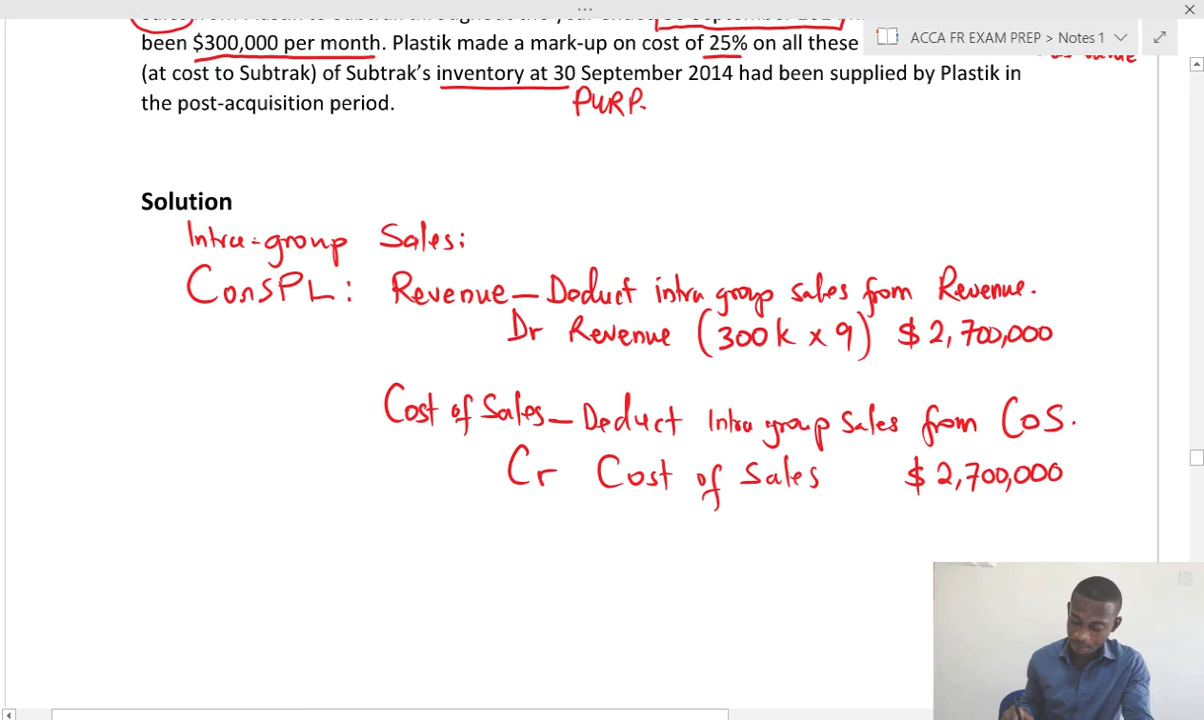 been $300,000 per month. Plastik made a mark-up on cost of 25% on all these
ACCA FR EXAM PREP > Notes 1
(at cost to Subtrak) of Subtrak's inventory at 30 September 2014 had been supplied by Plastik in
the post-acquisition period.
PURP.
Solution
Intra-group Sales:
ConSPL: Revenue – Deduct intra group sales from Revenue.
Dr Revenue (300k x 9) $2,700,000
Cost of Sales – Deduct Intra group Sales from CoS.
Cr Cost of Sales $2,700,000